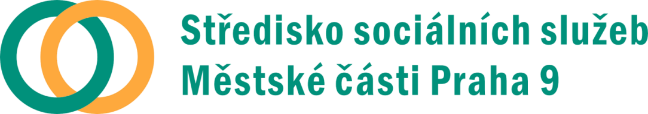 Středisko sociálních služeb
Městské části Praha 9